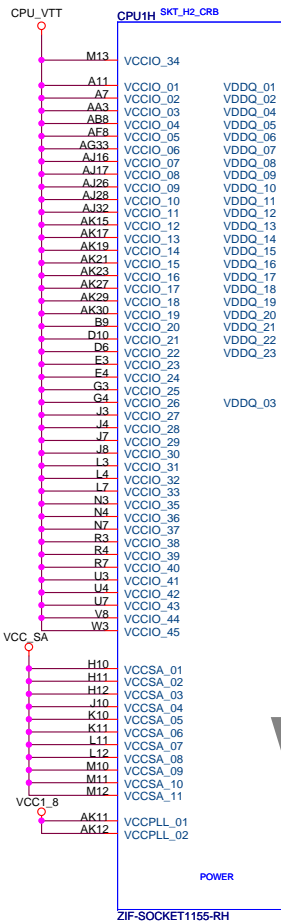 CPU_VTT
CPU1H SKT_H2_CRB
M13 VCCIO_34
A11 VCCIO_01 VDDQ_01
A7 VCCIO_02 VDDQ_02
AA3 VCCIO_03 VDDQ_04
AB8 VCCIO_04 VDDQ_05
AF8 VCCIO_05 VDDQ_06
AG33 VCCIO_06 VDDQ_07
AJ16 VCCIO_07 VDDQ_08
AJ17 VCCIO_08 VDDQ_09
AJ26 VCCIO_09 VDDQ_10
AJ28 VCCIO_10 VDDQ_11
AJ32 VCCIO_11 VDDQ_12
AK15 VCCIO_12 VDDQ_13
AK17 VCCIO_13 VDDQ_14
AK19 VCCIO_14 VDDQ_15
AK21 VCCIO_15 VDDQ_16
AK23 VCCIO_16 VDDQ_17
AK27 VCCIO_17 VDDQ_18
AK29 VCCIO_18 VDDQ_19
AK30 VCCIO_19 VDDQ_20
B9 VCCIO_20 VDDQ_21
D10 VCCIO_21 VDDQ_22
D6 VCCIO_22 VDDQ_23
E3 VCCIO_23
E4 VCCIO_24
G3 VCCIO_25
G4 VCCIO_26 VDDQ_03
J3 VCCIO_27
J4 VCCIO_28
J7 VCCIO_29
J8 VCCIO_30
L3 VCCIO_31
L4 VCCIO_32
L7 VCCIO_33
N3 VCCIO_35
N4 VCCIO_36
N7 VCCIO_37
R3 VCCIO_38
R4 VCCIO_39
R7 VCCIO_40
U3 VCCIO_41
U4 VCCIO_42
U7 VCCIO_43
V8 VCCIO_44
W3 VCCIO_45
VCC_SA
H10 VCCSA_01
H11 VCCSA_02
H12 VCCSA_03
J10 VCCSA_04
K10 VCCSA_05
K11 VCCSA_06
L11 VCCSA_07
L12 VCCSA_08
M10 VCCSA_09
M11 VCCSA_10
M12 VCCSA_11
VCC1_8
AK11 VCCPLL_01
AK12 VCCPLL_02
POWER
ZIF-SOCKET1155-RH